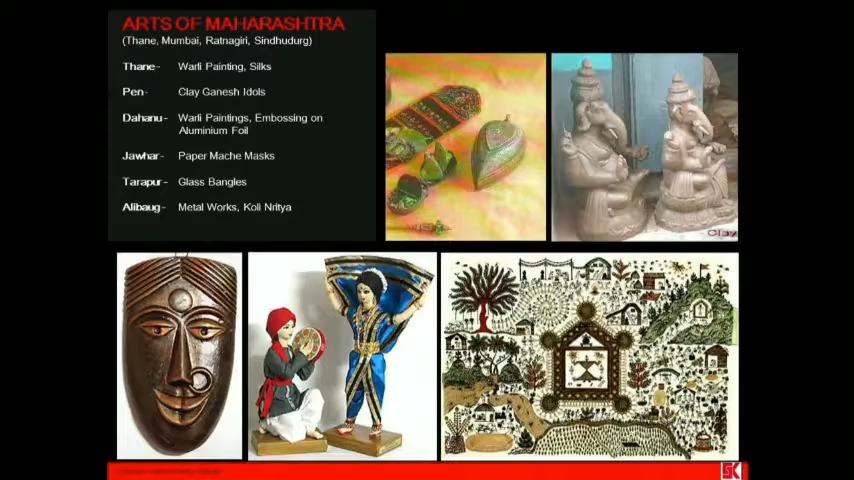 ARTS OF MAHARASHTRA
(Thane, Mumbai, Ratnagiri, Sindhudurg)
Thane- Warli Painting, Silks
Pen- Clay Ganesh Idols
Dahanu- Warli Paintings, Embossing on
Aluminium Foil
Jawhar- Paper Mache Masks
Tarapur- Glass Bangles
Alibaug- Metal Works, Koli Nritya
Clay